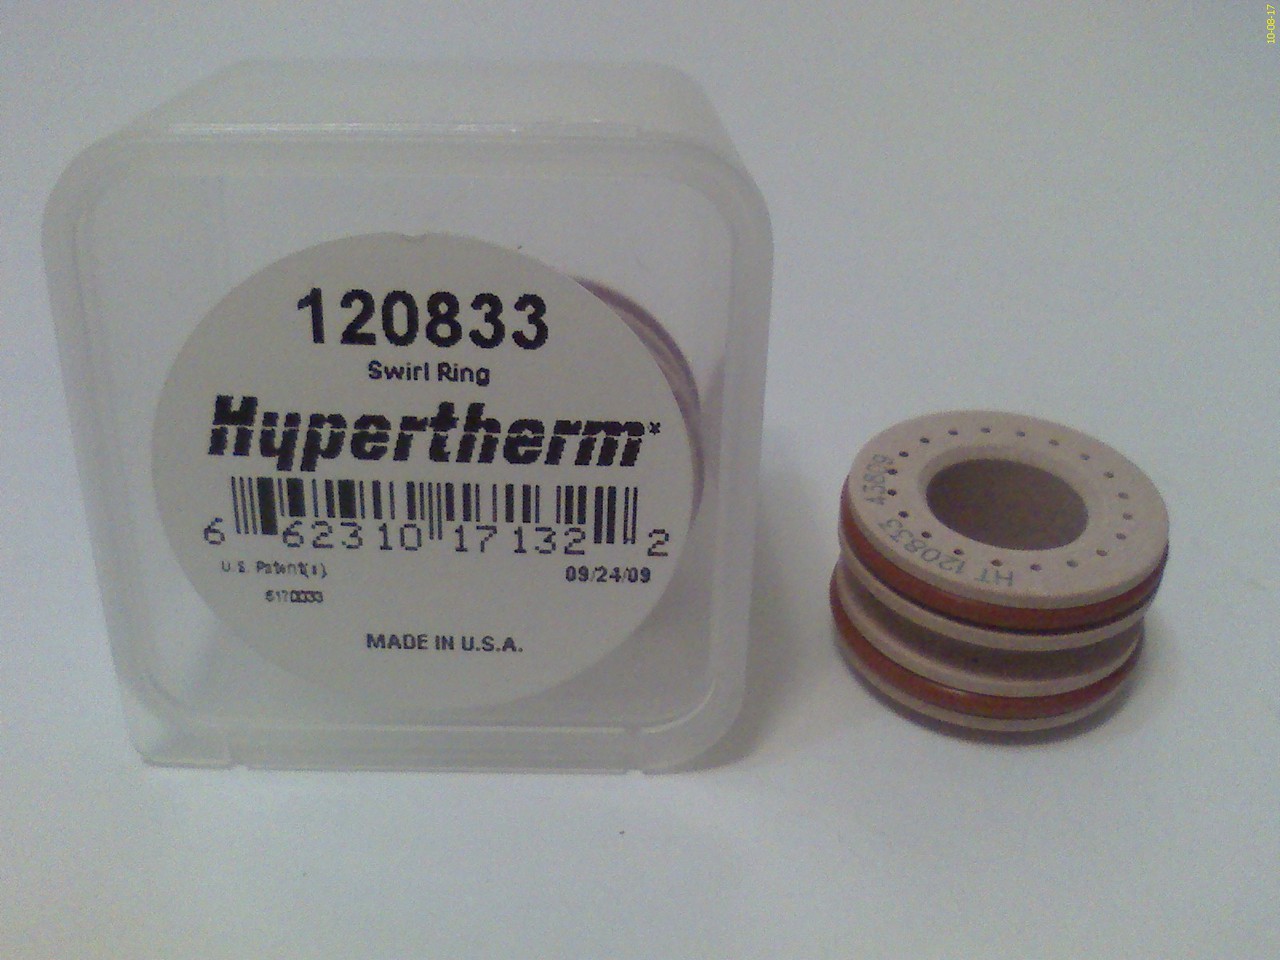 10-08-17
120833
Swirl Ring
Hypertherm
6 62310 17132 2
U.S. Patent(s)
09/24/09
MADE IN U.S.A.
HT 120833 43809